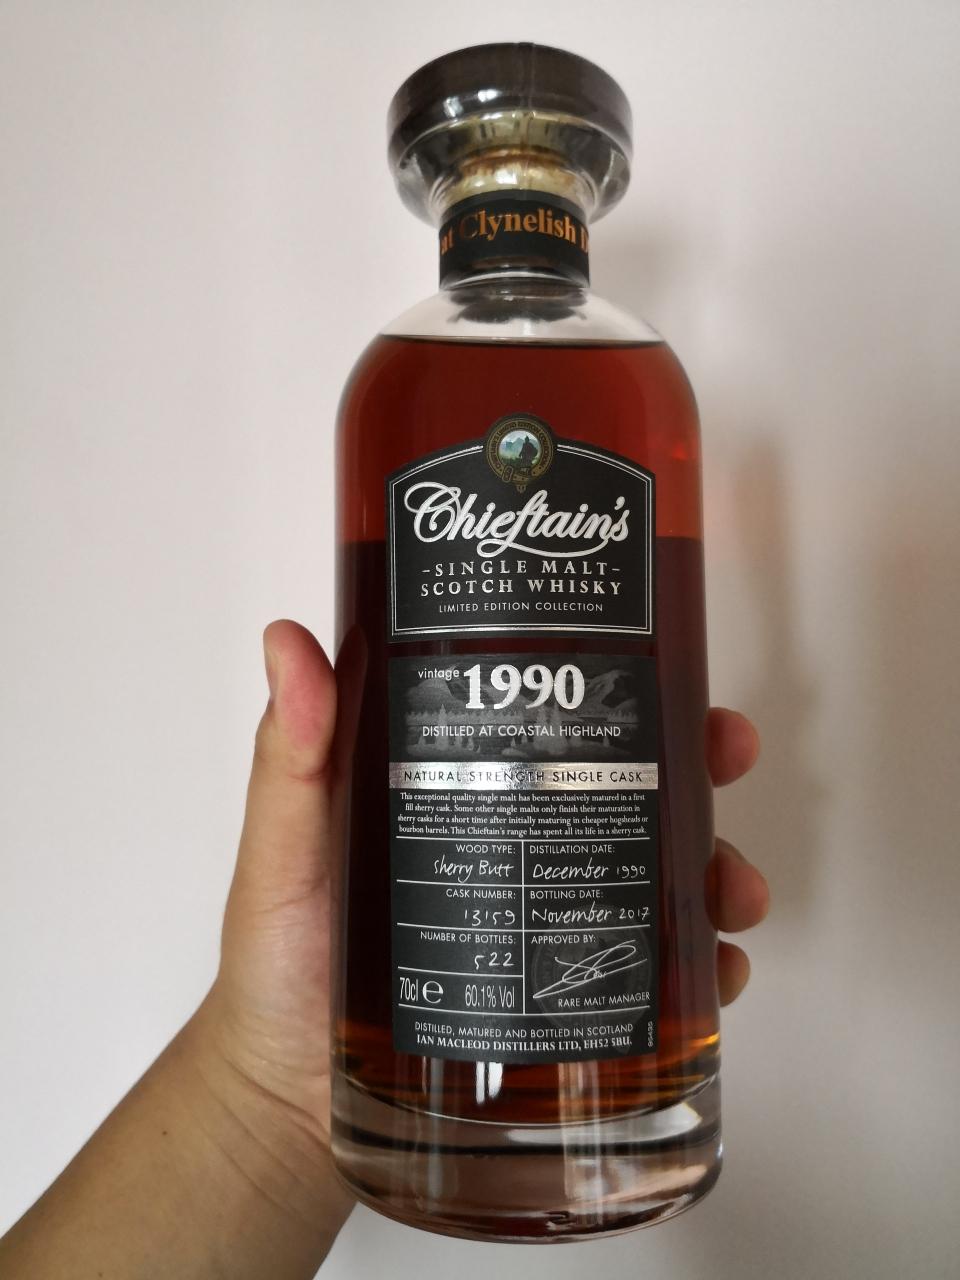 at Clynelish D
Chieftain's
-SINGLE MALT-
SCOTCH WHISKY
LIMITED EDITION COLLECTION
vintage 1990
DISTILLED AT COASTAL HIGHLAND
NATURAL STRENGTH SINGLE CASK
This exceptional quality single malt has been exclusively matured in a first
fill sherry cask. Some other single malts only finish their maturation in
sherry casks for a short time after initially maturing in cheaper hogsheads or
bourbon barrels. This Chieftain's range has spent all its life in a sherry cask.
WOOD TYPE:
Sherry Butt
DISTILLATION DATE:
December 1990
CASK NUMBER:
13159
BOTTLING DATE:
November 2017
NUMBER OF BOTTLES:
522
APPROVED BY:
RARE MALT MANAGER
70cl e 60.1% Vol
DISTILLED, MATURED AND BOTTLED IN SCOTLAND
IAN MACLEOD DISTILLERS LTD, EH52 5BU.